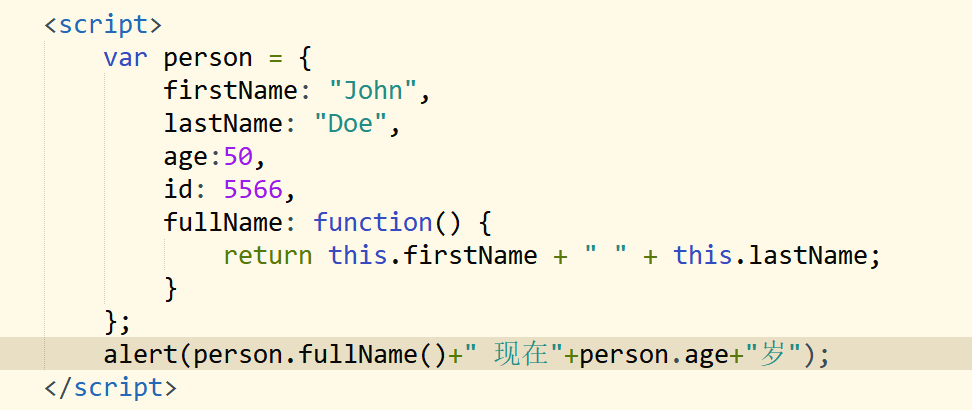 <script>
var person = {
firstName: "John",
lastName: "Doe",
age:50,
id: 5566,
fullName: function() {
return this.firstName + " " + this.lastName;
}
};
alert(person.fullName()+" 现在"+person.age+"岁");
</script>